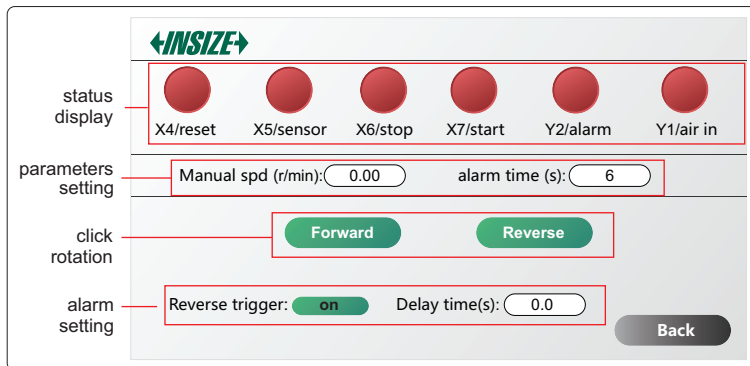 INSIZE
status
display
X4/reset X5/sensor X6/stop X7/start Y2/alarm Y1/air in
parameters
setting
Manual spd (r/min): 0.00 alarm time (s): 6
click
rotation
Forward Reverse
alarm
setting
Reverse trigger: on Delay time(s): 0.0
Back